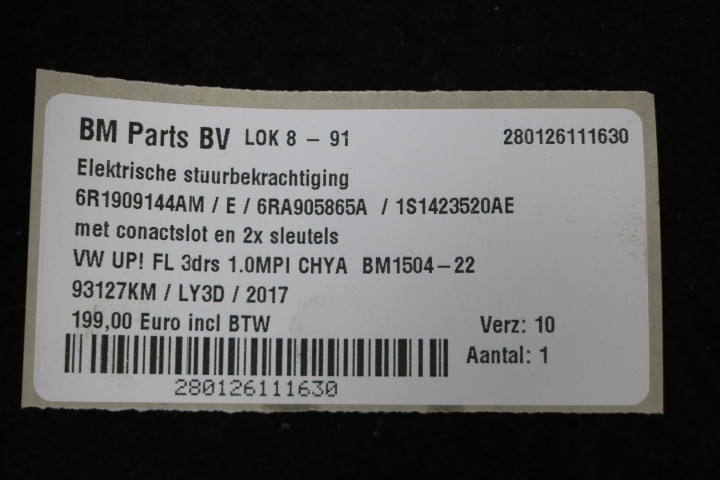 BM Parts BV LOK 8 - 91 280126111630
Elektrische stuurbekrachtiging
6R1909144AM / E / 6RA905865A / 1S1423520AE
met conactslot en 2x sleutels
VW UP! FL 3drs 1.0MPI CHYA BM1504-22
93127KM / LY3D / 2017
199,00 Euro incl BTW Verz: 10
Aantal: 1
280126111630